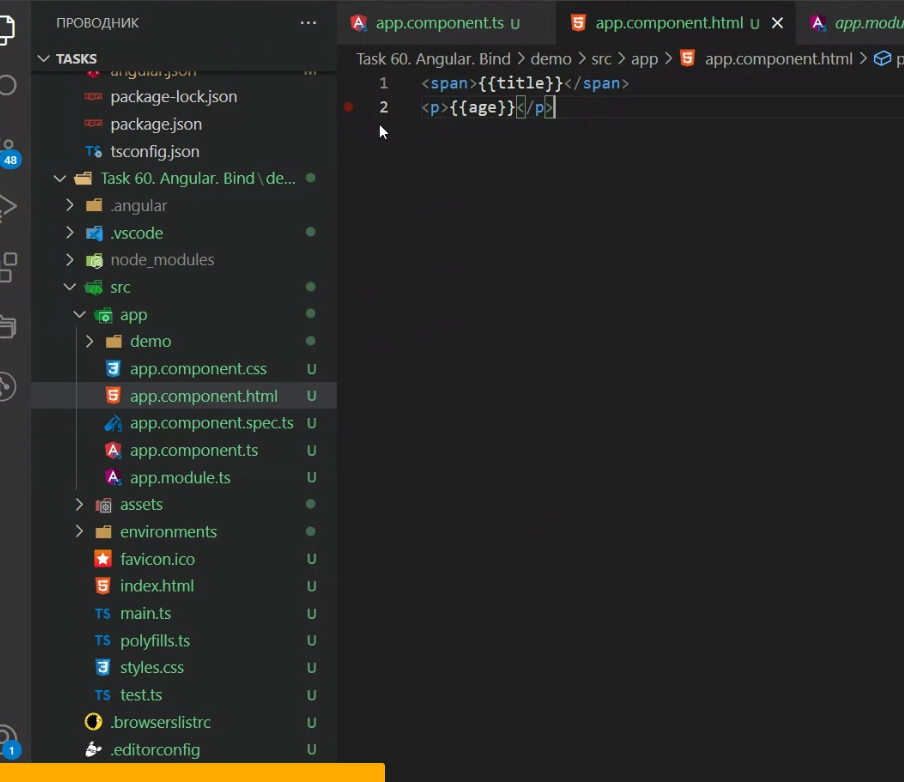 ПРОВОДНИК ...
TASKS
angular.json M
package-lock.json
package.json
TS tsconfig.json
Task 60. Angular. Bind\de...
.angular
.vscode
node_modules
src
app
demo
app.component.css U
app.component.html U
app.component.spec.ts U
app.component.ts U
app.module.ts U
assets
environments
favicon.ico U
index.html U
TS main.ts U
TS polyfills.ts U
styles.css U
TS test.ts U
.browserslistrc U
.editorconfig U
48
1
app.component.ts U
app.component.html U
app.modu
Task 60. Angular. Bind > demo > src > app > app.component.html > p
1 <span>{{title}}</span>
2 <p>{{age}}</p>